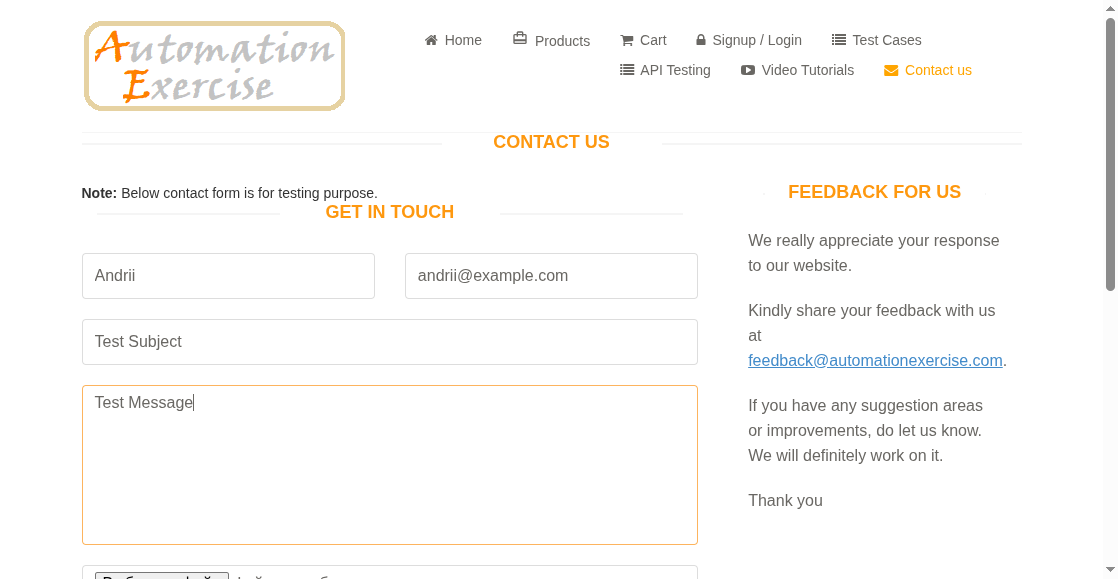 Automation
Exercise
Home
Products
Cart
Signup / Login
Test Cases
API Testing
Video Tutorials
Contact us
CONTACT US
Note: Below contact form is for testing purpose.
GET IN TOUCH
Andrii
andrii@example.com
Test Subject
Test Message
FEEDBACK FOR US
We really appreciate your response
to our website.
Kindly share your feedback with us
at
feedback@automationexercise.com.
If you have any suggestion areas
or improvements, do let us know.
We will definitely work on it.
Thank you